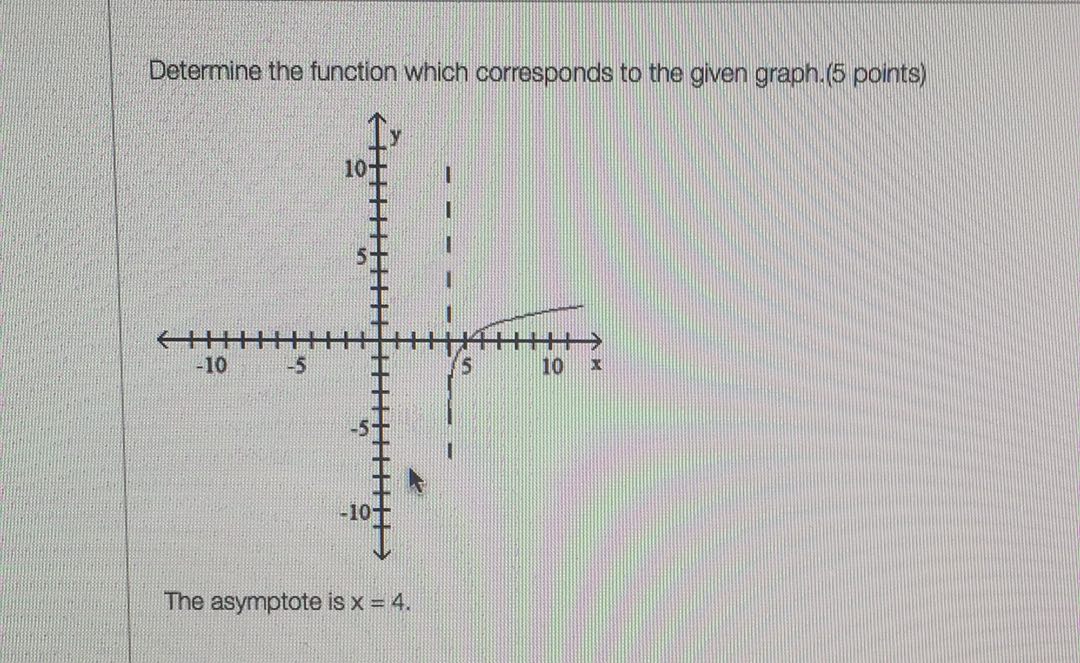 Determine the function which corresponds to the given graph.(5 points)
y
10
5
-10 -5 5 10 x
-5
-10
The asymptote is x = 4.